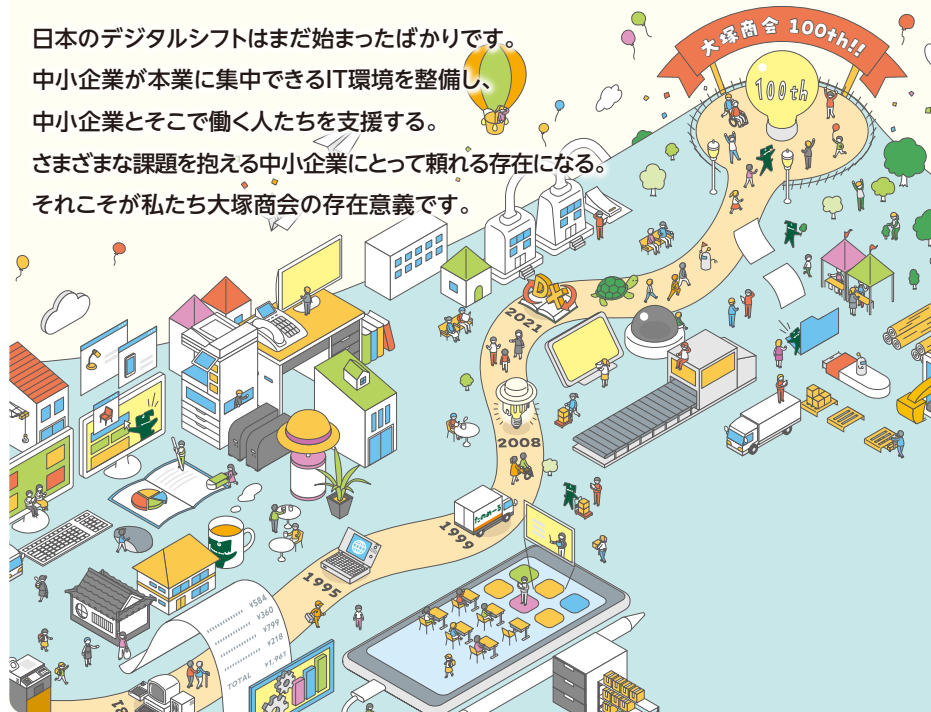 日本のデジタルシフトはまだ始まったばかりです。
中小企業が本業に集中できるIT環境を整備し、
中小企業とそこで働く人たちを支援する。
さまざまな課題を抱える中小企業にとって頼れる存在になる。
それこそが私たち大塚商会の存在意義です。
大塚商会 100th!!
100th
DX
2021
2008
たのめーる
1999
1995
¥584
¥360
¥799
¥218
TOTAL ¥1,961
81